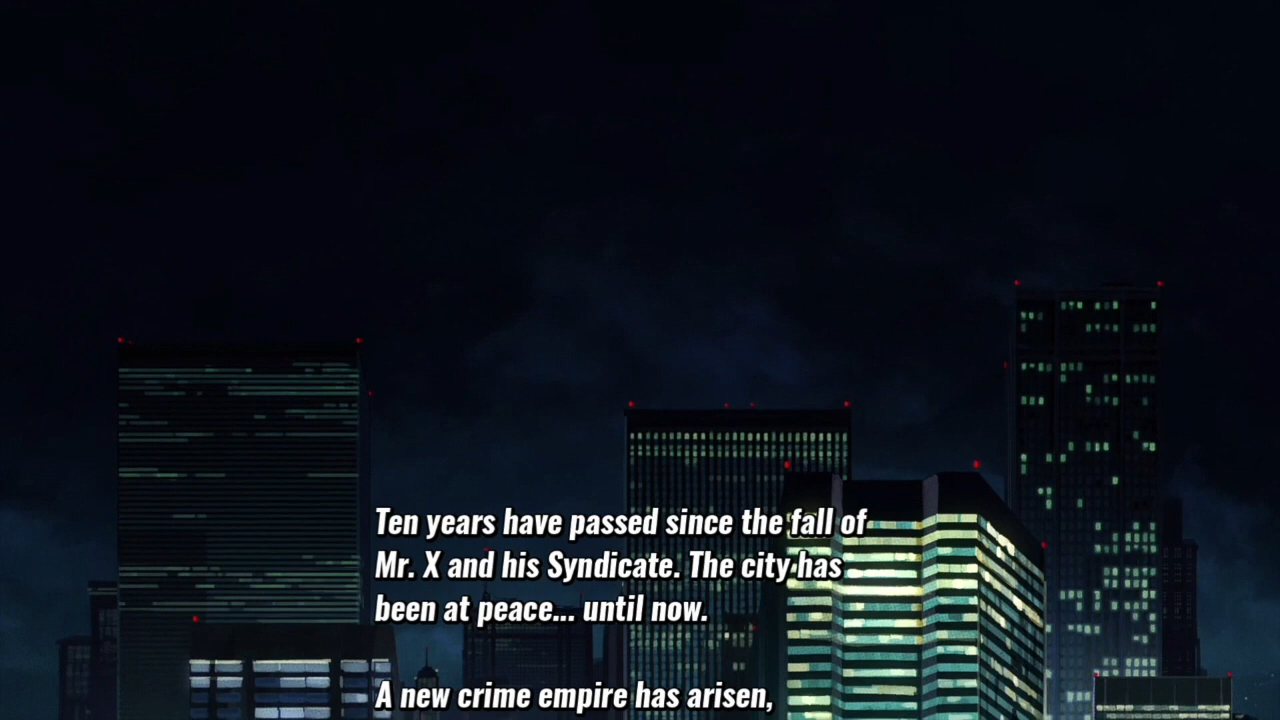 Ten years have passed since the fall of
Mr. X and his Syndicate. The city has
been at peace... until now.
A new crime empire has arisen,